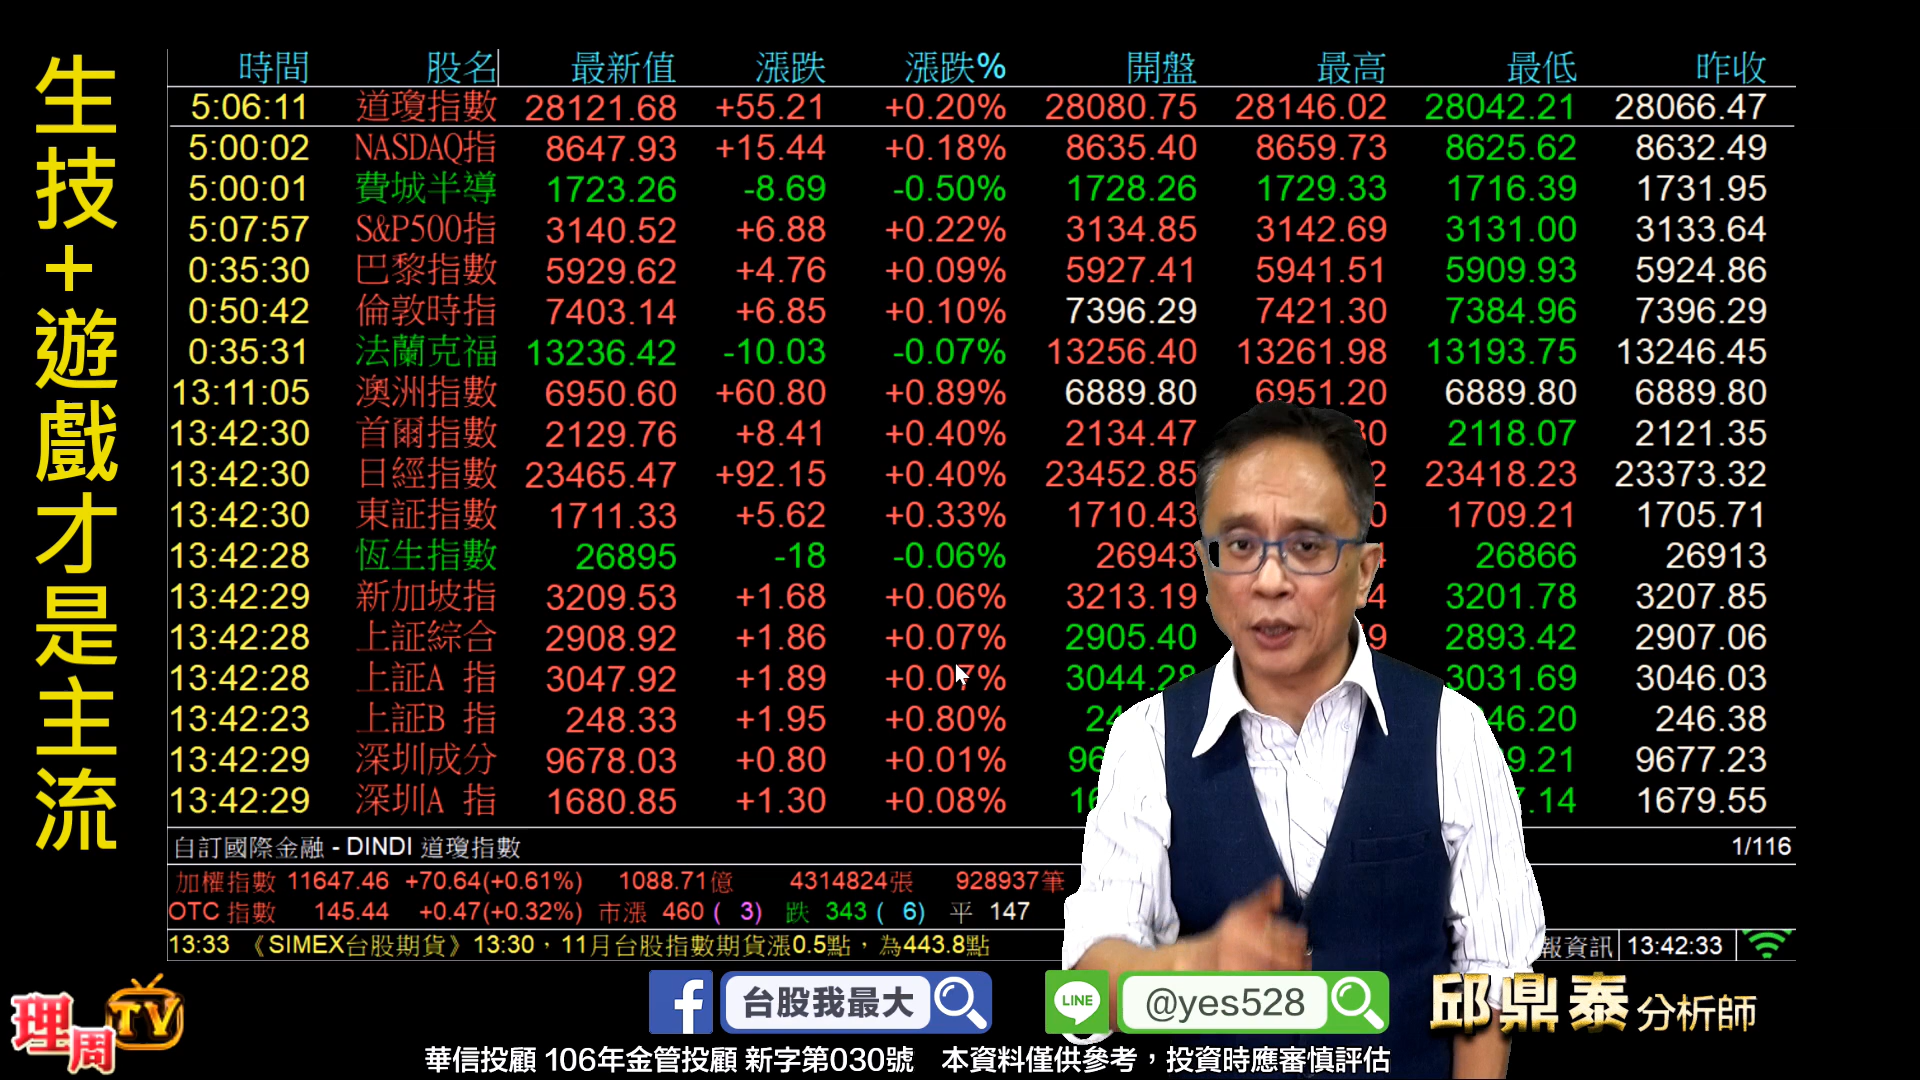 生技+遊戲才是主流
時間 股名 最新值 漲跌 漲跌% 開盤 最高 最低 昨收
5:06:11 道瓊指數 28121.68 +55.21 +0.20% 28080.75 28146.02 28042.21 28066.47
5:00:02 NASDAQ指 8647.93 +15.44 +0.18% 8635.40 8659.73 8625.62 8632.49
5:00:01 費城半導 1723.26 -8.69 -0.50% 1728.26 1729.33 1716.39 1731.95
5:07:57 S&P500指 3140.52 +6.88 +0.22% 3134.85 3142.69 3131.00 3133.64
0:35:30 巴黎指數 5929.62 +4.76 +0.09% 5927.41 5941.51 5909.93 5924.86
0:50:42 倫敦時指 7403.14 +6.85 +0.10% 7396.29 7421.30 7384.96 7396.29
0:35:31 法蘭克福 13236.42 -10.03 -0.07% 13256.40 13261.98 13193.75 13246.45
13:11:05 澳洲指數 6950.60 +60.80 +0.89% 6889.80 6951.20 6889.80 6889.80
13:42:30 首爾指數 2129.76 +8.41 +0.40% 2134.47 30 2118.07 2121.35
13:42:30 日經指數 23465.47 +92.15 +0.40% 23452.85 2 23418.23 23373.32
13:42:30 東証指數 1711.33 +5.62 +0.33% 1710.43 0 1709.21 1705.71
13:42:28 恆生指數 26895 -18 -0.06% 26943 26866 26913
13:42:29 新加坡指 3209.53 +1.68 +0.06% 3213.19 4 3201.78 3207.85
13:42:28 上証綜合 2908.92 +1.86 +0.07% 2905.40 9 2893.42 2907.06
13:42:28 上証A 指 3047.92 +1.89 +0.07% 3044.28 3031.69 3046.03
13:42:23 上証B 指 248.33 +1.95 +0.80% 24 46.20 246.38
13:42:29 深圳成分 9678.03 +0.80 +0.01% 96 9.21 9677.23
13:42:29 深圳A 指 1680.85 +1.30 +0.08% 16 .14 1679.55
自訂國際金融 - DINDI 道瓊指數 1/116
加權指數 11647.46 +70.64(+0.61%) 1088.71億 4314824張 928937筆
OTC 指數 145.44 +0.47(+0.32%) 市漲 460 ( 3) 跌 343 ( 6) 平 147
13:33 《SIMEX台股期貨》13:30，11月台股指數期貨漲0.5點，為443.8點 報資訊 13:42:33
理周TV
f 台股我最大 LINE @yes528 邱鼎泰 分析師
華信投顧 106年金管投顧 新字第030號 本資料僅供參考，投資時應審慎評估